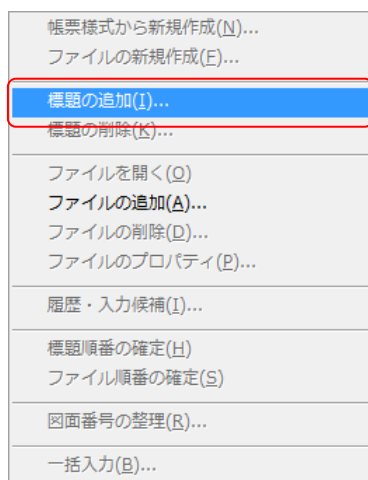 帳票様式から新規作成(N)...
ファイルの新規作成(F)...
標題の追加(I)...
標題の削除(K)...
ファイルを開く(O)
ファイルの追加(A)...
ファイルの削除(D)...
ファイルのプロパティ(P)...
履歴・入力候補(I)...
標題順番の確定(H)
ファイル順番の確定(S)
図面番号の整理(R)...
一括入力(B)...